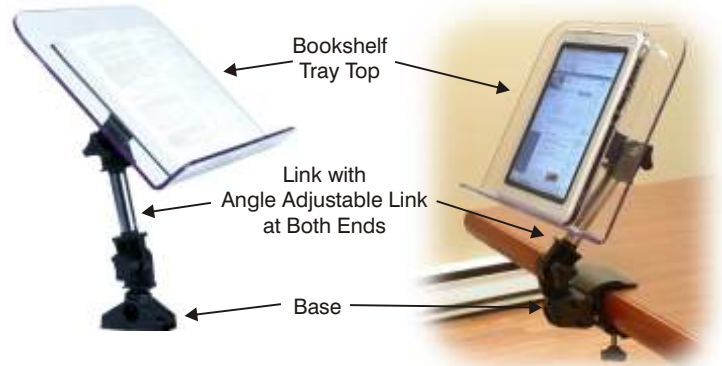 Bookshelf
Tray Top
Link with
Angle Adjustable Link
at Both Ends
Base